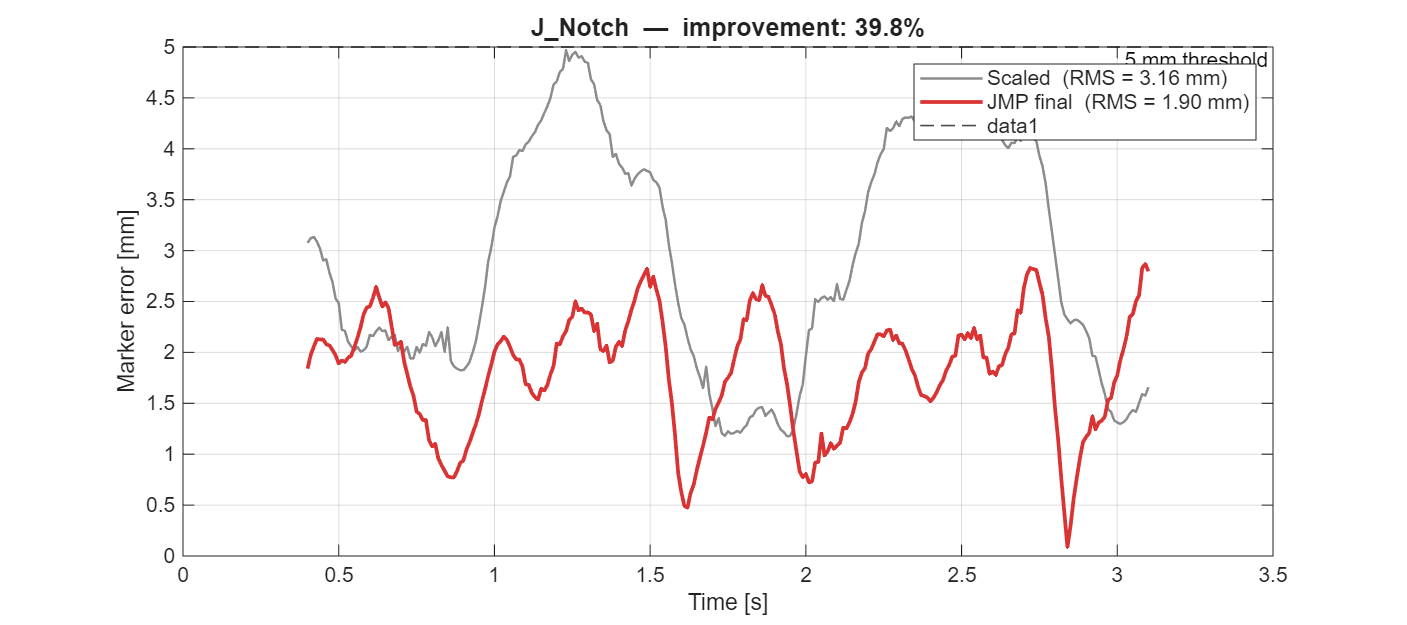 J_Notch — improvement: 39.8%
5 mm threshold
Scaled (RMS = 3.16 mm)
JMP final (RMS = 1.90 mm)
data1
Marker error [mm]
5
4.5
4
3.5
3
2.5
2
1.5
1
0.5
0
0 0.5 1 1.5 2 2.5 3 3.5
Time [s]